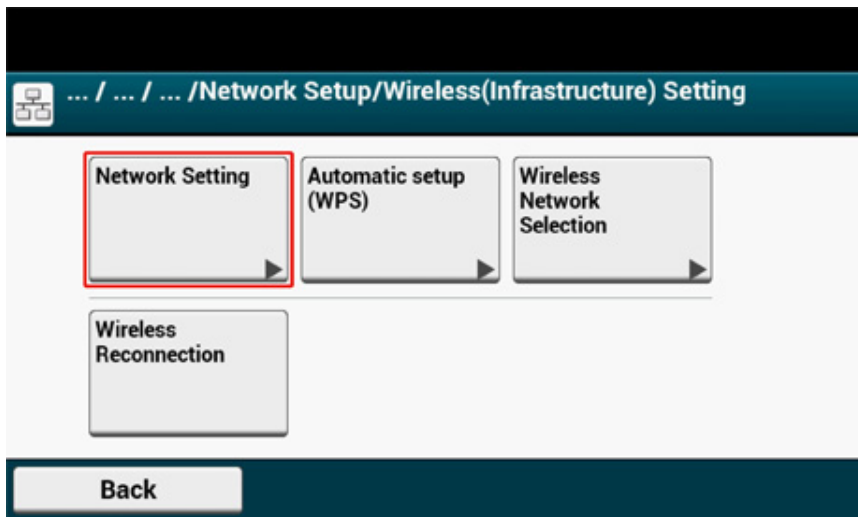 ... / ... / ... /Network Setup/Wireless(Infrastructure) Setting
Network Setting
Automatic setup
(WPS)
Wireless
Network
Selection
Wireless
Reconnection
Back